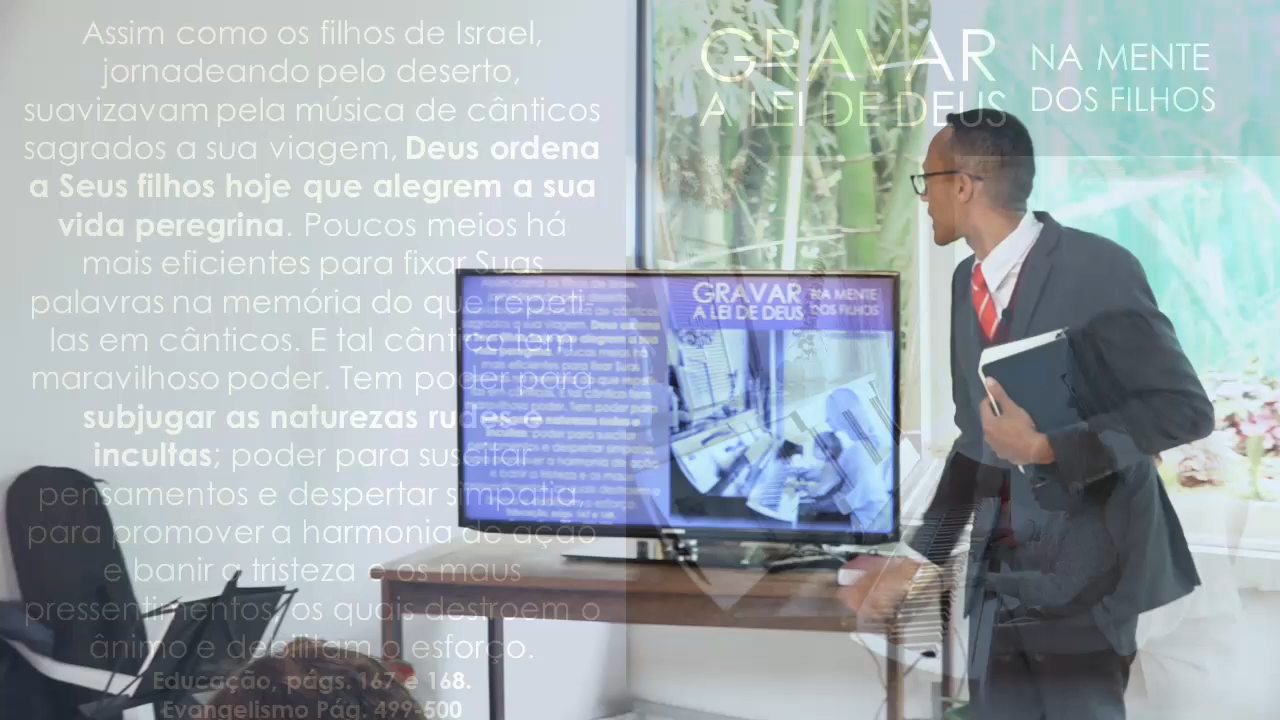 Assim como os filhos de Israel,
jornadeando pelo deserto,
suavizavam pela música de cânticos
sagrados a sua viagem, Deus ordena
a Seus filhos hoje que alegrem a sua
vida peregrina. Poucos meios há
mais eficientes para fixar Suas
palavras na memória do que repeti-
las em cânticos. E tal cântico tem
maravilhoso poder. Tem poder para
subjugar as naturezas rudes e
incultas; poder para suscitar
pensamentos e despertar simpatia,
para promover a harmonia de ação
e banir a tristeza e os maus
pressentimentos, os quais destroem o
ânimo e debilitam o esforço.
Educação, págs. 167 e 168.
Evangelismo Pág. 499-500
GRAVAR NA MENTE
A LEI DE DEUS DOS FILHOS
GRAVAR NA MENTE
A LEI DE DEUS DOS FILHOS